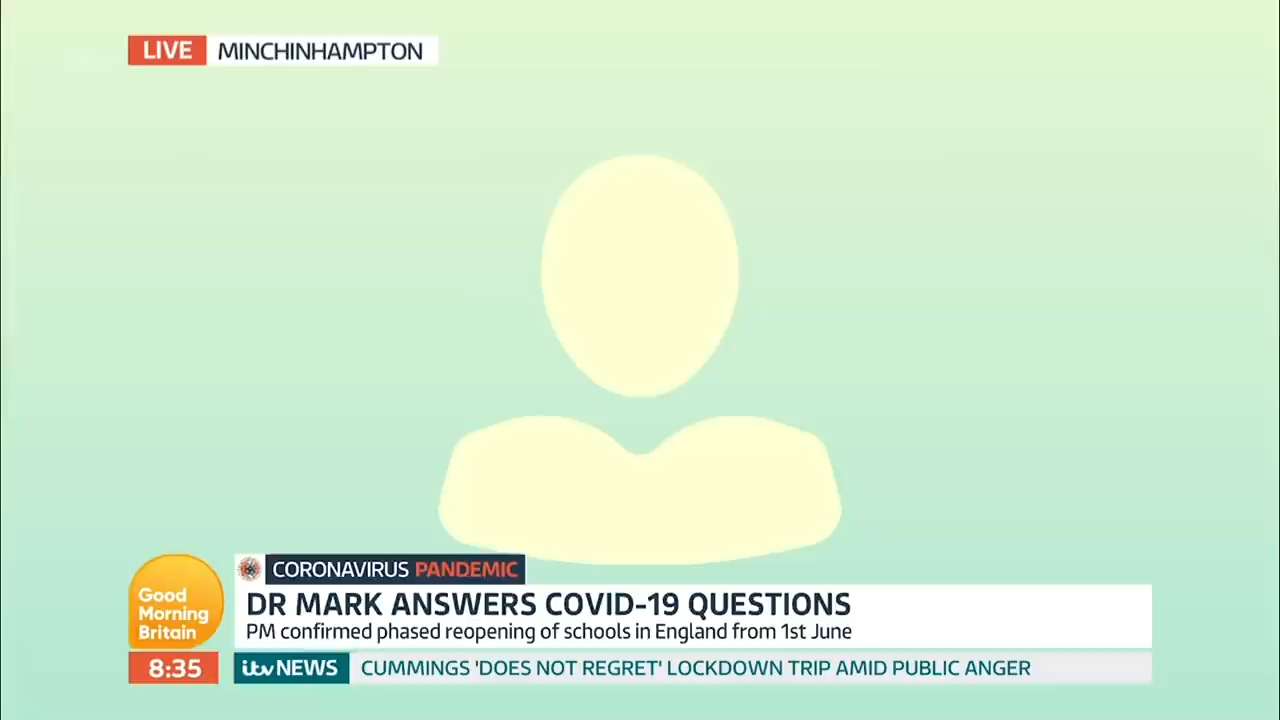 LIVE MINCHINHAMPTON
CORONAVIRUS PANDEMIC
Good
Morning
Britain
DR MARK ANSWERS COVID-19 QUESTIONS
PM confirmed phased reopening of schools in England from 1st June
8:35
itv NEWS CUMMINGS 'DOES NOT REGRET' LOCKDOWN TRIP AMID PUBLIC ANGER